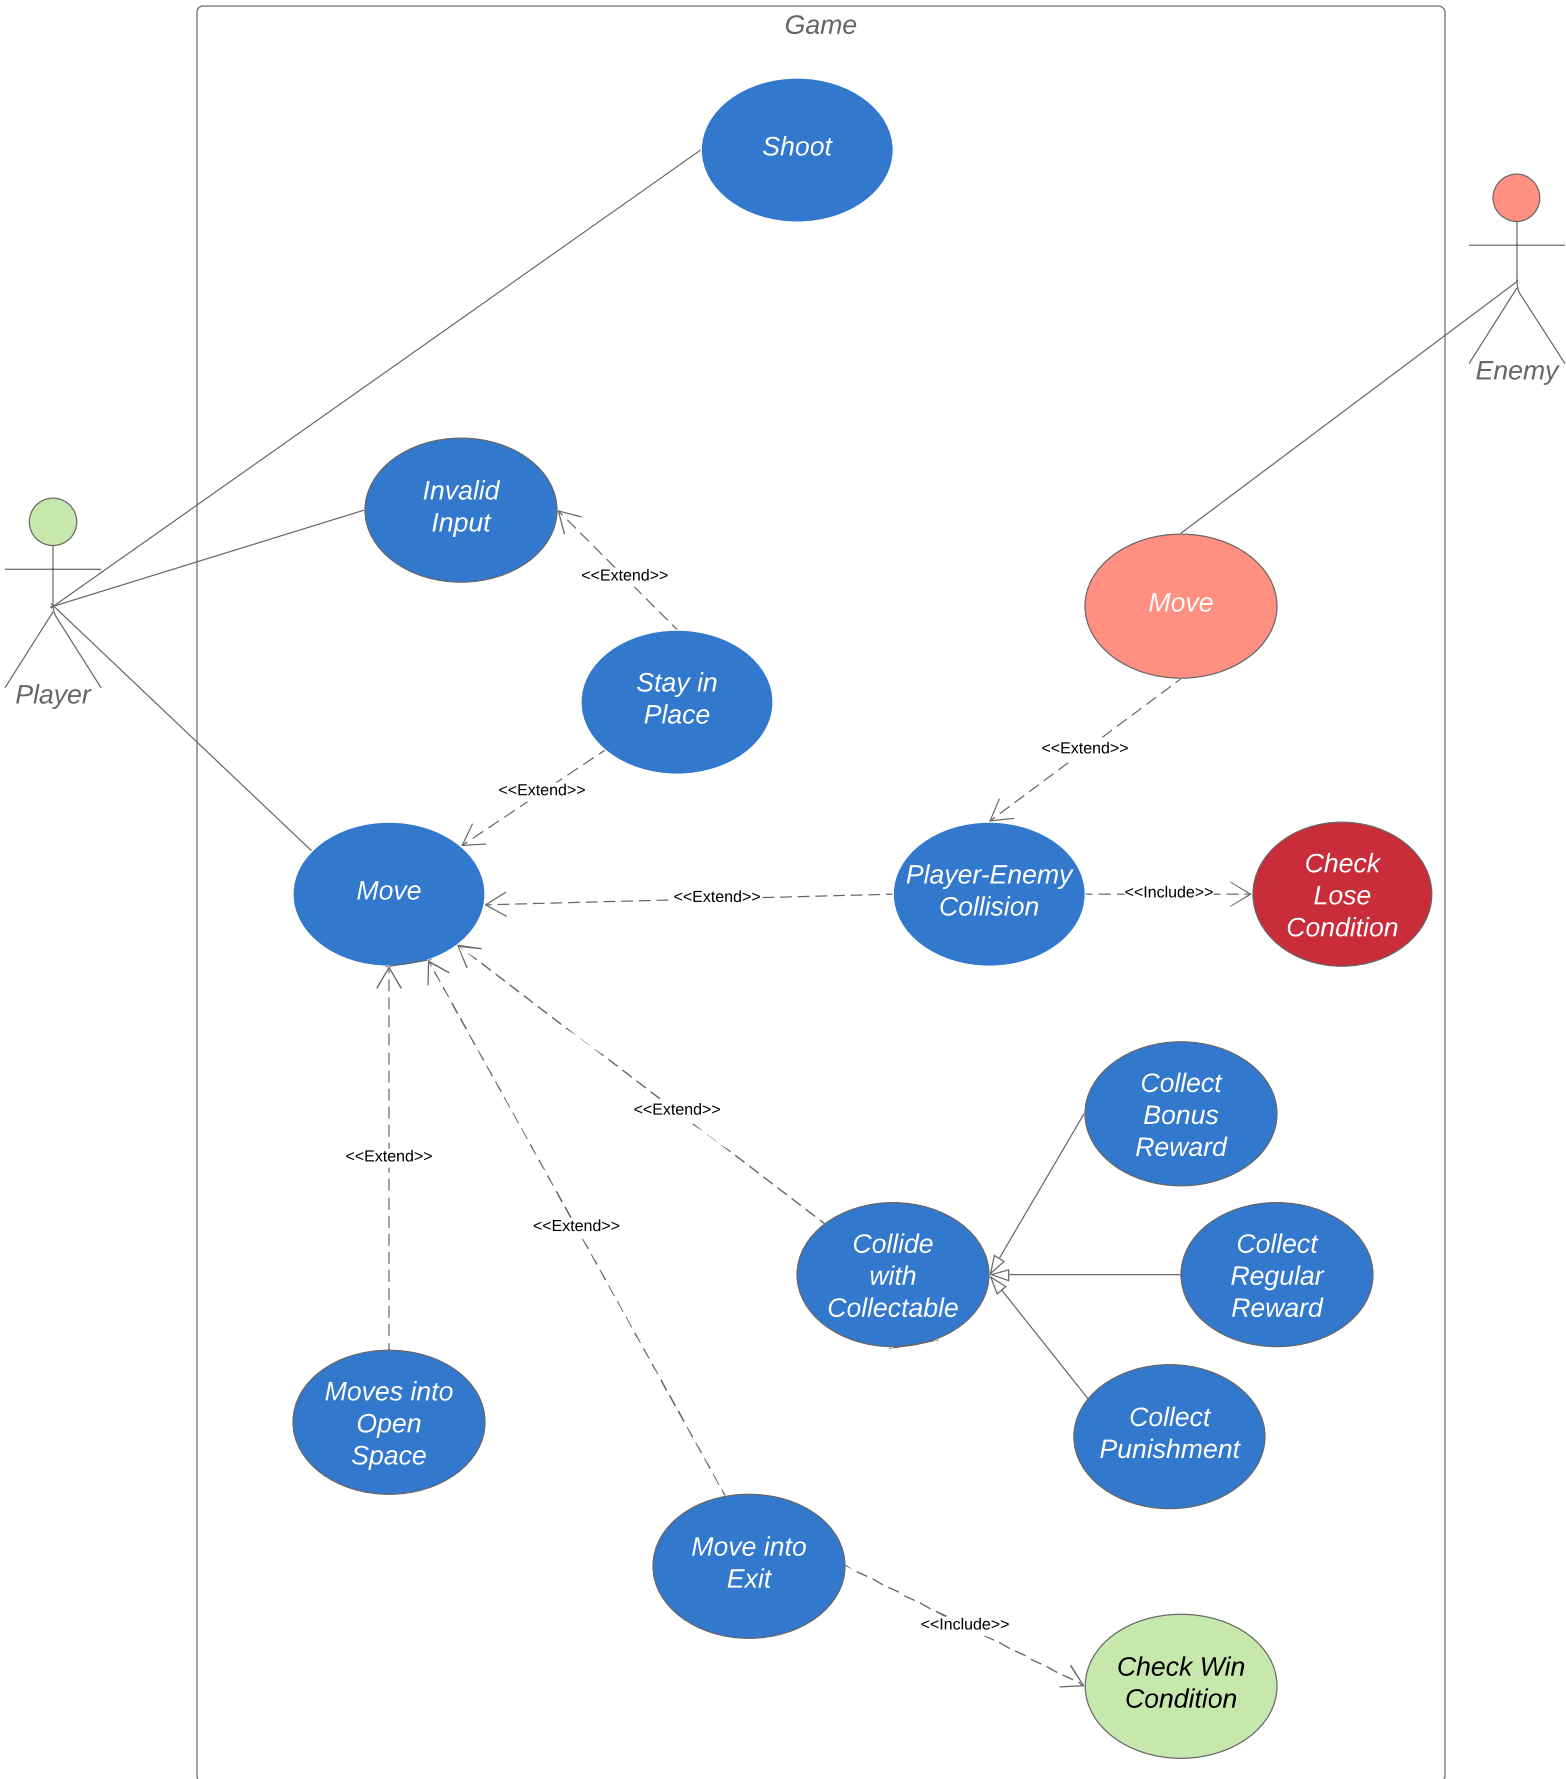 Game
Shoot
Enemy
Invalid
Input
<<Extend>>
Move
Player
Stay in
Place
<<Extend>>
<<Extend>>
Move
<<Extend>>
Player-Enemy
Collision
<<Include>>
Check
Lose
Condition
Collect
Bonus
Reward
<<Extend>>
<<Extend>>
<<Extend>>
Collide
with
Collectable
Collect
Regular
Reward
Moves into
Open
Space
Collect
Punishment
Move into
Exit
<<Include>>
Check Win
Condition